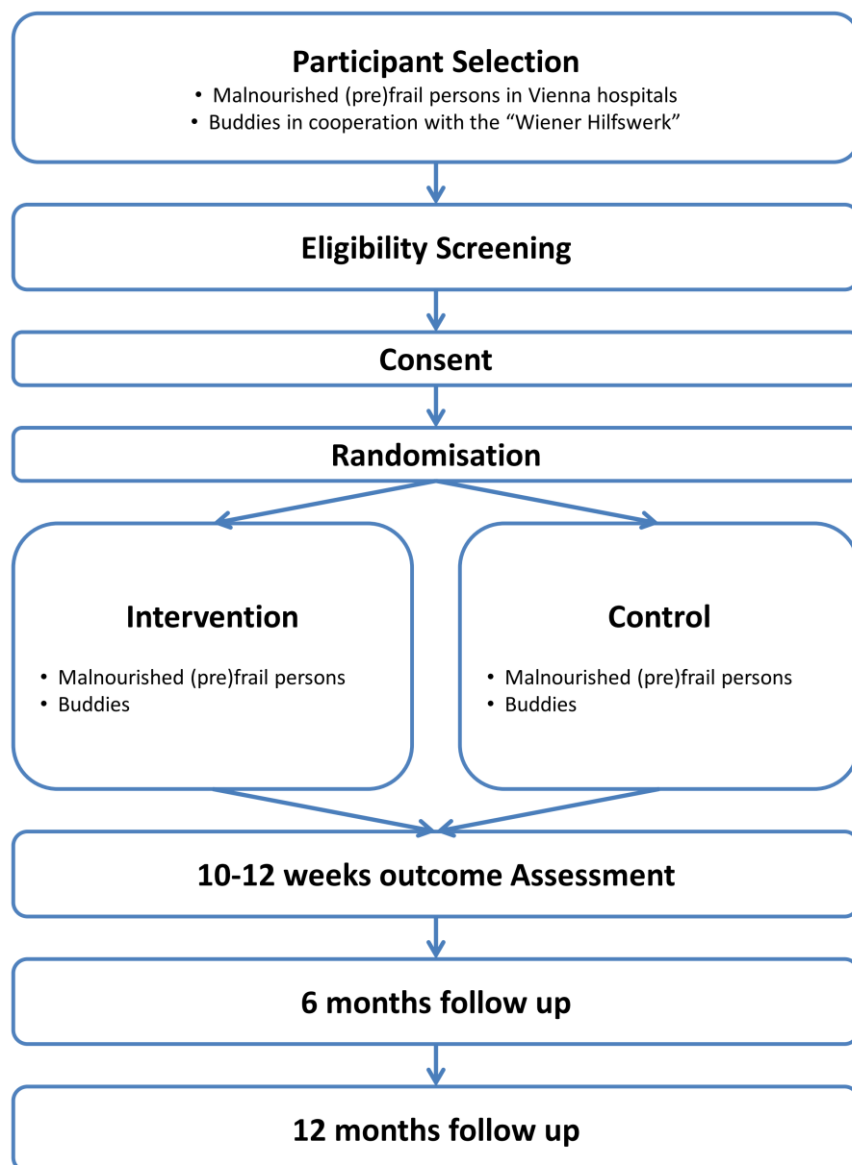 Participant Selection
• Malnourished (pre)frail persons in Vienna hospitals
• Buddies in cooperation with the “Wiener Hilfswerk”
Eligibility Screening
Consent
Randomisation
Intervention
• Malnourished (pre)frail persons
• Buddies
Control
• Malnourished (pre)frail persons
• Buddies
10-12 weeks outcome Assessment
6 months follow up
12 months follow up